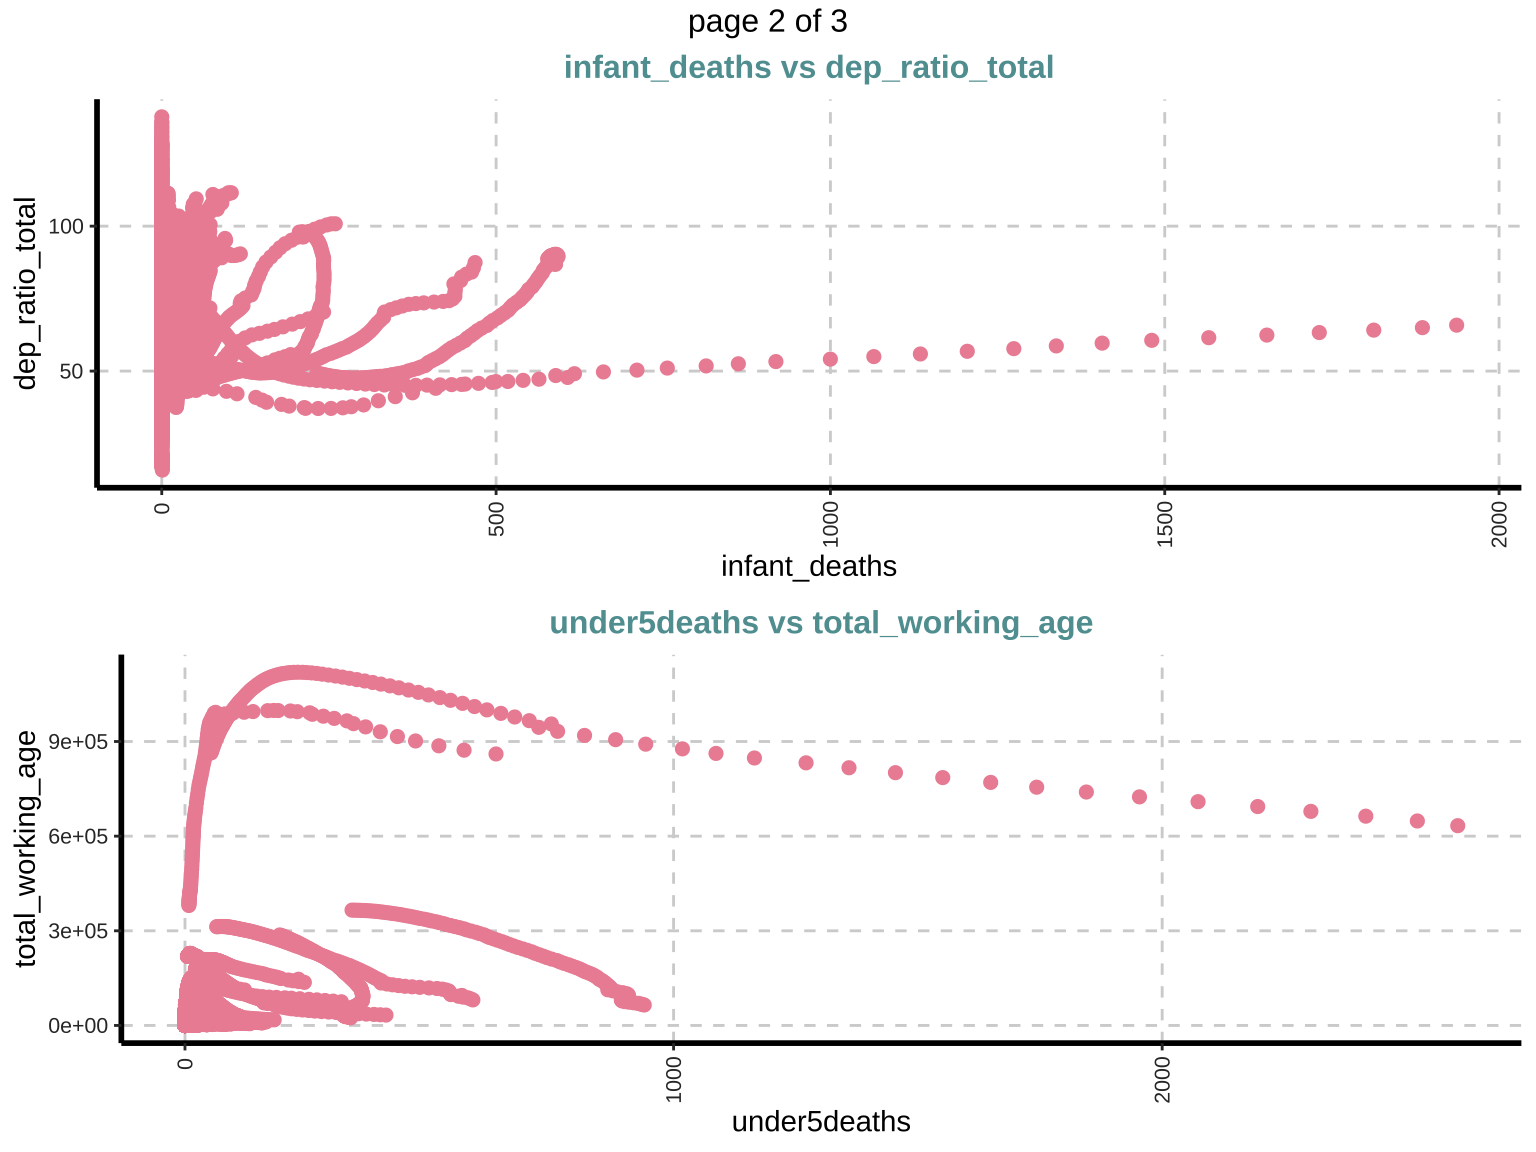 page 2 of 3
infant_deaths vs dep_ratio_total
dep_ratio_total
100
50
0
500
1000
1500
2000
infant_deaths
under5deaths vs total_working_age
total_working_age
9e+05
6e+05
3e+05
0e+00
0
1000
2000
under5deaths